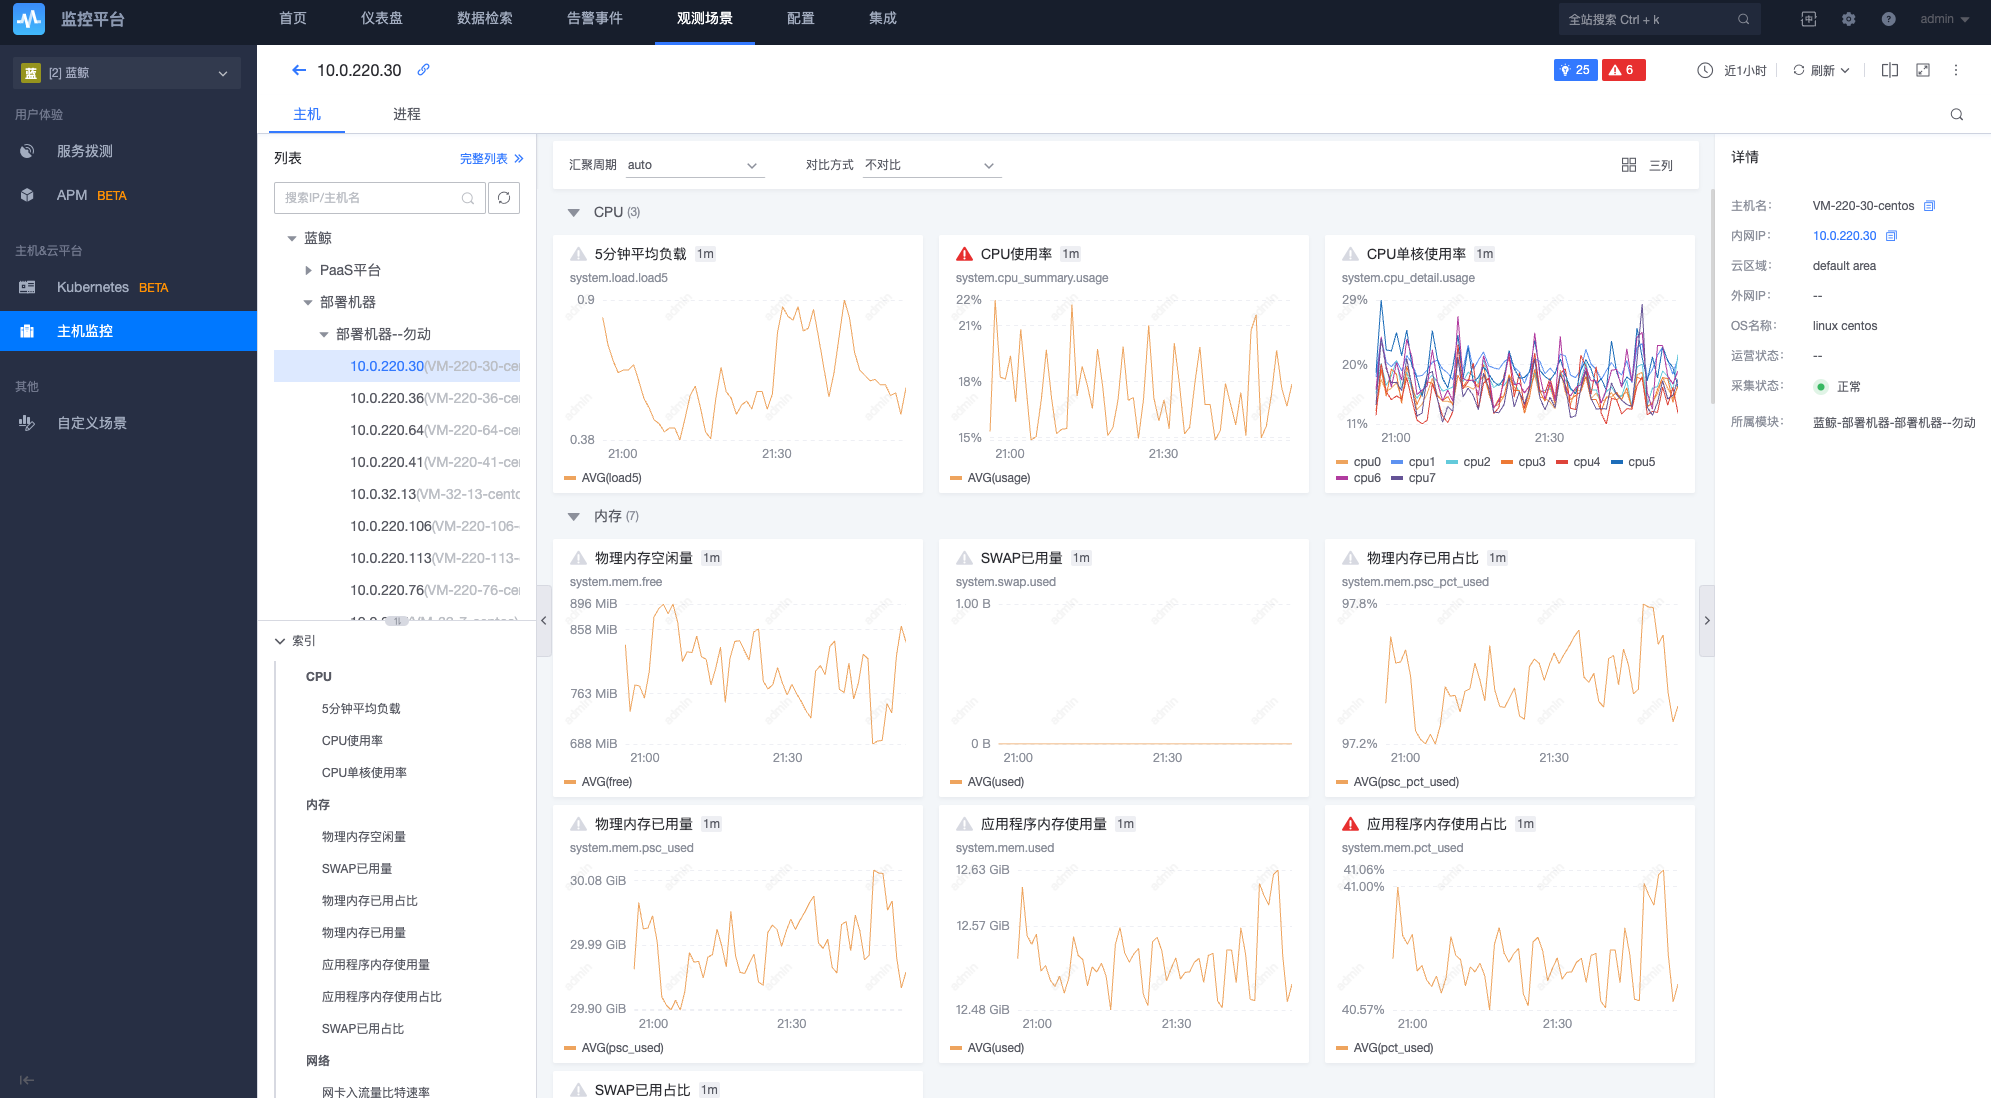 监控平台
首页
仪表盘
数据检索
告警事件
观测场景
配置
集成
全站搜索 Ctrl + k
admin
蓝 [2] 蓝鲸
用户体验
服务拨测
APM BETA
主机&云平台
Kubernetes BETA
主机监控
其他
自定义场景
10.0.220.30
25
6
近1小时
刷新
主机
进程
列表
完整列表
搜索IP/主机名
蓝鲸
PaaS平台
部署机器
部署机器--勿动
10.0.220.30(VM-220-30-cer
10.0.220.36(VM-220-36-cer
10.0.220.64(VM-220-64-cer
10.0.220.41(VM-220-41-cer
10.0.32.13(VM-32-13-centc
10.0.220.106(VM-220-106-
10.0.220.113(VM-220-113-
10.0.220.76(VM-220-76-cer
索引
CPU
5分钟平均负载
CPU使用率
CPU单核使用率
内存
物理内存空闲量
SWAP已用量
物理内存已用占比
物理内存已用量
应用程序内存使用量
应用程序内存使用占比
SWAP已用占比
网络
网卡入流量比特速率
汇聚周期 auto
对比方式 不对比
三列
CPU (3)
5分钟平均负载 1m
system.load.load5
0.9
0.38
21:00
21:30
AVG(load5)
CPU使用率 1m
system.cpu_summary.usage
22%
21%
18%
15%
21:00
21:30
AVG(usage)
CPU单核使用率 1m
system.cpu_detail.usage
29%
20%
11%
21:00
21:30
cpu0 cpu1 cpu2 cpu3 cpu4 cpu5
cpu6 cpu7
内存 (7)
物理内存空闲量 1m
system.mem.free
896 MiB
858 MiB
763 MiB
688 MiB
21:00
21:30
AVG(free)
SWAP已用量 1m
system.swap.used
1.00 B
0 B
21:00
21:30
AVG(used)
物理内存已用占比 1m
system.mem.psc_pct_used
97.8%
97.2%
21:00
21:30
AVG(psc_pct_used)
物理内存已用量 1m
system.mem.psc_used
30.08 GiB
29.99 GiB
29.90 GiB
21:00
21:30
AVG(psc_used)
应用程序内存使用量 1m
system.mem.used
12.63 GiB
12.57 GiB
12.48 GiB
21:00
21:30
AVG(used)
应用程序内存使用占比 1m
system.mem.pct_used
41.06%
41.00%
40.57%
21:00
21:30
AVG(pct_used)
SWAP已用占比 1m
详情
主机名: VM-220-30-centos
内网IP: 10.0.220.30
云区域: default area
外网IP: --
OS名称: linux centos
运营状态: --
采集状态: 正常
所属模块: 蓝鲸-部署机器-部署机器--勿动